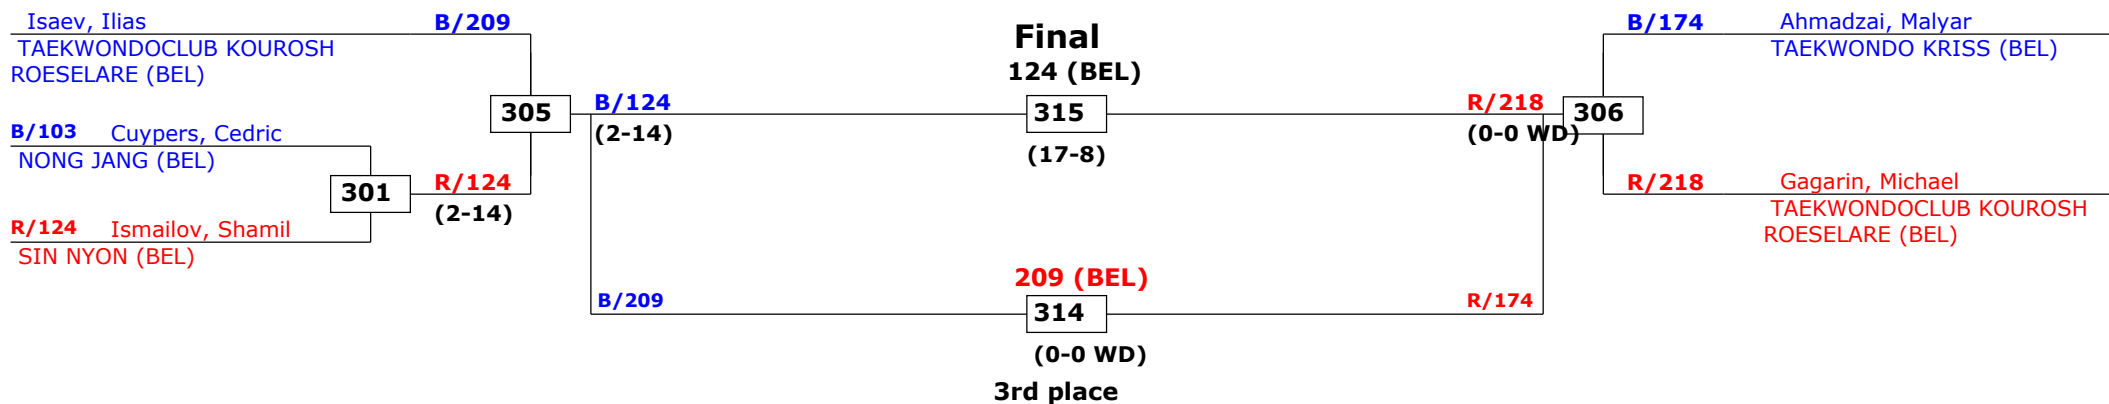 Isaev, Ilias
B/209
TAEKWONDOCLUB KOUROSH
ROESELARE (BEL)
B/103 Cuypers, Cedric
NONG JANG (BEL)
301
R/124 Ismailov, Shamil
SIN NYON (BEL)
R/124
(2-14)
305
B/124
(2-14)
Final
124 (BEL)
315
(17-8)
R/218
(0-0 WD)
306
B/174 Ahmadzai, Malyar
TAEKWONDO KRISS (BEL)
R/218 Gagarin, Michael
TAEKWONDOCLUB KOUROSH
ROESELARE (BEL)
B/209
209 (BEL)
314
(0-0 WD)
R/174
3rd place